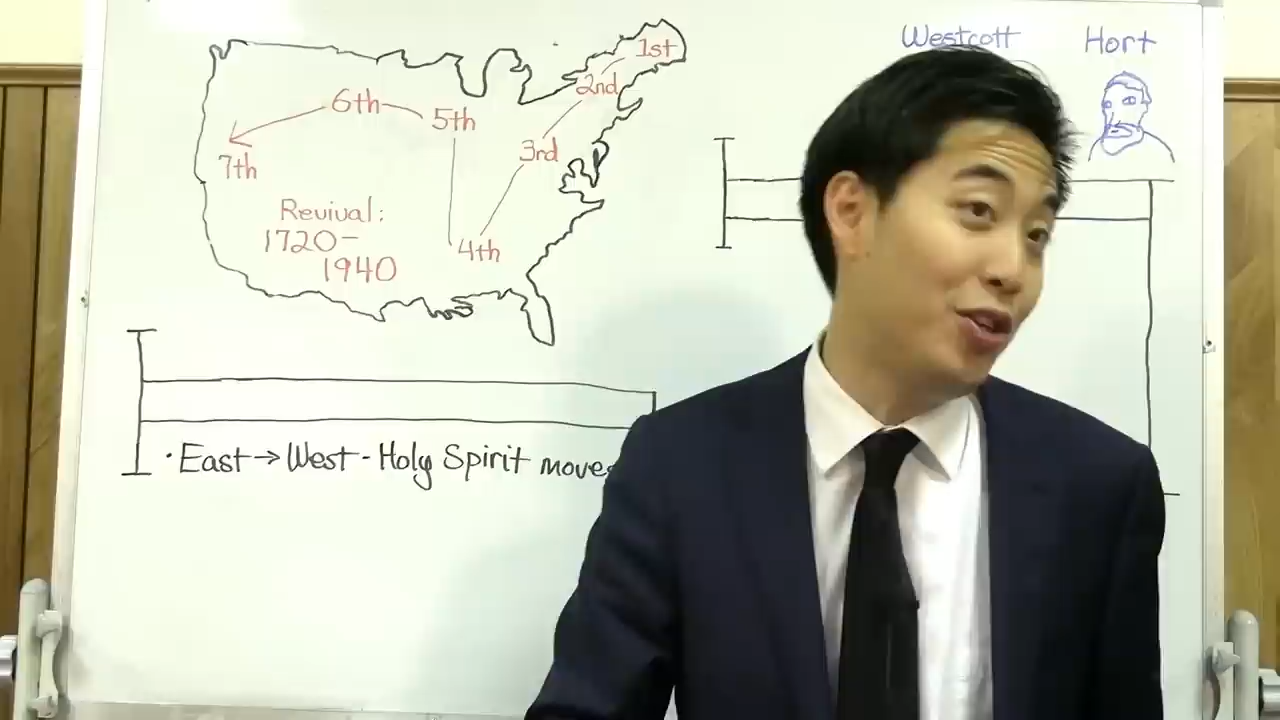 1st
2nd
3rd
4th
5th
6th
7th
Revival:
1720-
1940
• East → West - Holy Spirit moves
Westcott
Hort